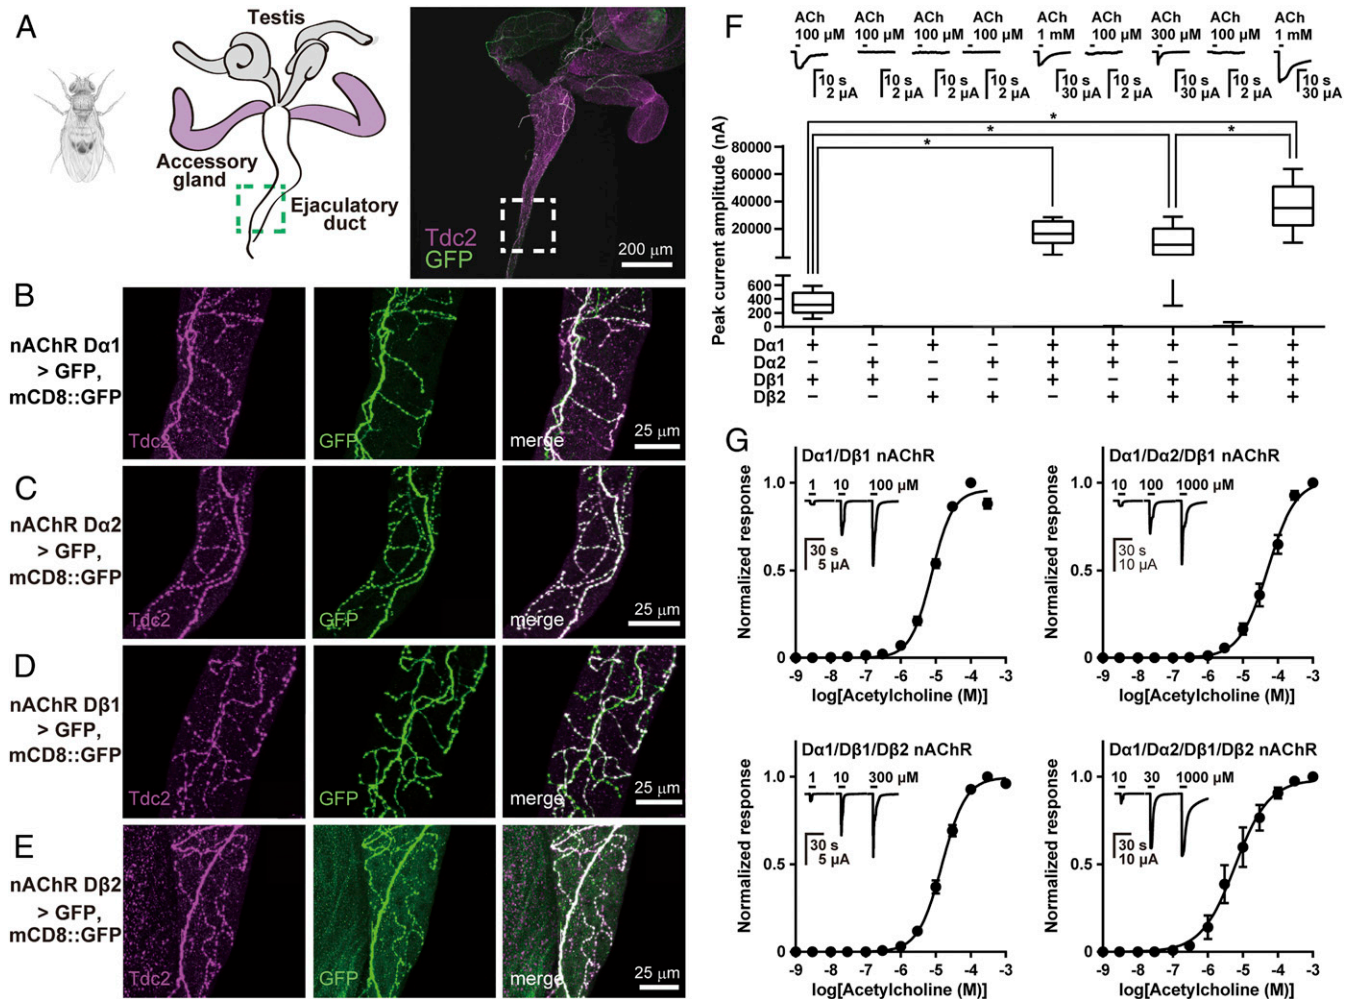 A
Testis
Accessory
gland
Ejaculatory
duct
Tdc2
GFP
200 µm
B
nAChR Dα1
> GFP,
mCD8::GFP
Tdc2
GFP
merge
25 µm
C
nAChR Dα2
> GFP,
mCD8::GFP
Tdc2
GFP
merge
25 µm
D
nAChR Dβ1
> GFP,
mCD8::GFP
Tdc2
GFP
merge
25 µm
E
nAChR Dβ2
> GFP,
mCD8::GFP
Tdc2
GFP
merge
25 µm
F
ACh ACh ACh ACh ACh ACh ACh ACh ACh
100 µM 100 µM 100 µM 100 µM 1 mM 100 µM 300 µM 100 µM 1 mM
10 s 10 s 10 s 10 s 10 s 10 s 10 s 10 s 10 s
2 µA 2 µA 2 µA 2 µA 30 µA 2 µA 30 µA 2 µA 30 µA
Peak current amplitude (nA)
* * * *
80000
60000
40000
20000
600
400
200
0
Dα1 + − + − + + + − +
Dα2 − + − + + + − + +
Dβ1 + + − − + − + + +
Dβ2 − − + + − + + + +
G
Dα1/Dβ1 nAChR
1 10 100 µM
30 s
5 µA
Normalized response
1.0
0.5
0
-9 -8 -7 -6 -5 -4 -3
log[Acetylcholine (M)]
Dα1/Dα2/Dβ1 nAChR
10 100 1000 µM
30 s
10 µA
Normalized response
1.0
0.5
0
-9 -8 -7 -6 -5 -4 -3
log[Acetylcholine (M)]
Dα1/Dβ1/Dβ2 nAChR
1 10 300 µM
30 s
5 µA
Normalized response
1.0
0.5
0
-9 -8 -7 -6 -5 -4 -3
log[Acetylcholine (M)]
Dα1/Dα2/Dβ1/Dβ2 nAChR
10 30 1000 µM
30 s
10 µA
Normalized response
1.0
0.5
0
-9 -8 -7 -6 -5 -4 -3
log[Acetylcholine (M)]